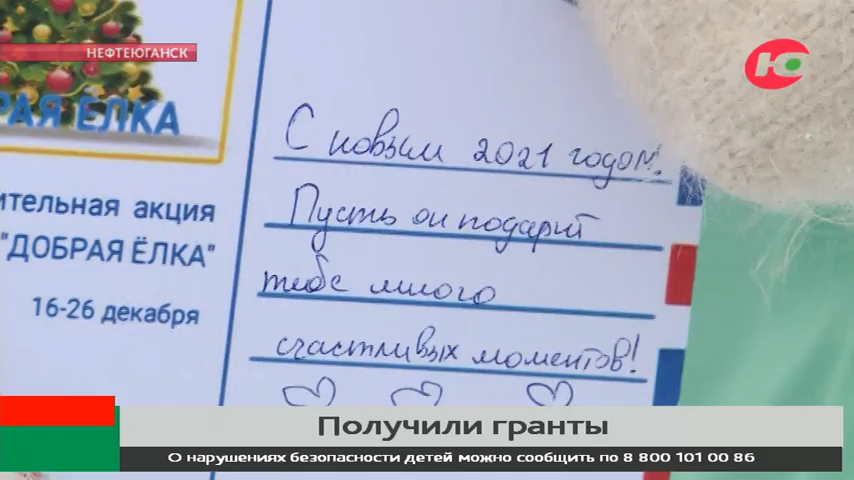 НЕФТЕЮГАНСК
Ю
РАЯ ЁЛКА
ительная акция
"ДОБРАЯ ЁЛКА"
16-26 декабря
С новым 2021 годом.
Пусть он подарит
тебе много
счастливых моментов!
Получили гранты
О нарушениях безопасности детей можно сообщить по 8 800 101 00 86